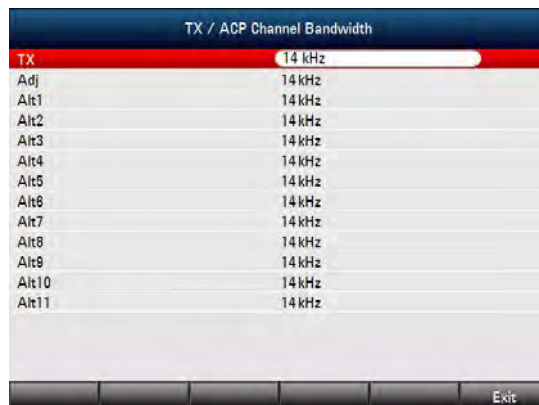 TX / ACP Channel Bandwidth
TX 14 kHz
Adj 14 kHz
Alt1 14 kHz
Alt2 14 kHz
Alt3 14 kHz
Alt4 14 kHz
Alt5 14 kHz
Alt6 14 kHz
Alt7 14 kHz
Alt8 14 kHz
Alt9 14 kHz
Alt10 14 kHz
Alt11 14 kHz
Exit